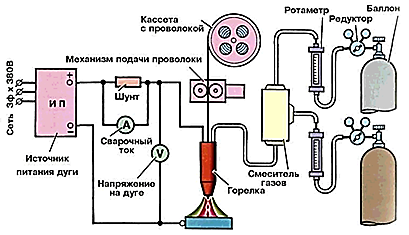 Кассета с
проволокой
Ротаметр
Редуктор
Баллон
Механизм подачи
проволоки
Сеть 3ф х 380В
+
ИП
Шунт
A
Сварочный
ток
Источник
питания дуги
V
Напряжение
на дуге
Горелка
Смеситель
газов